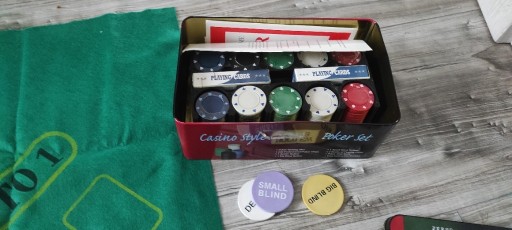 PLAYING CARDS
PLAYING CARDS
Casino Style Poker Set
TO 1
DE
SMALL
BLIND
BIG BLIND